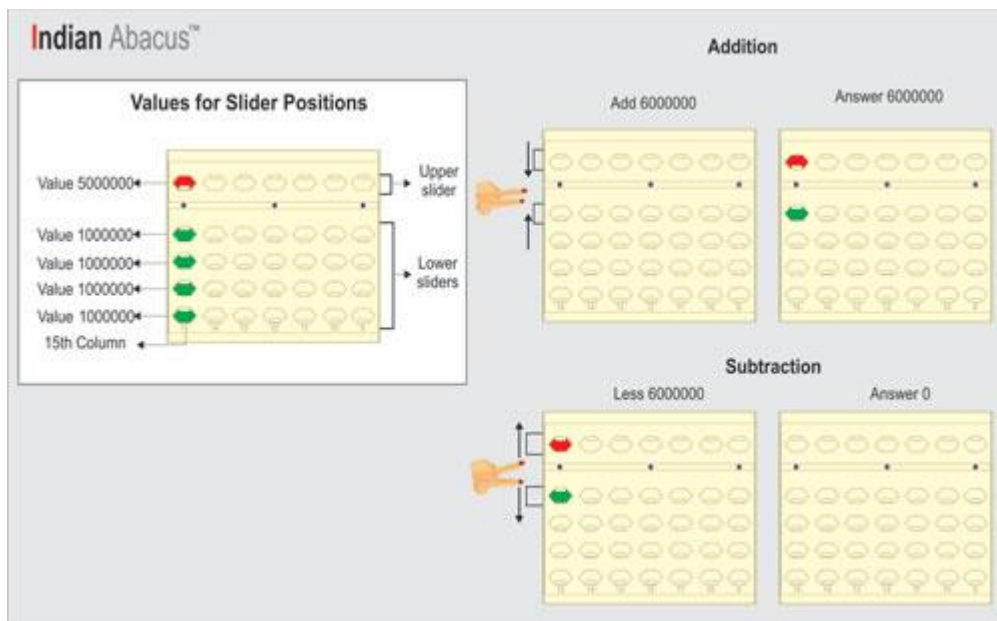 Indian Abacus™
Values for Slider Positions
Value 5000000
Upper
slider
Value 1000000
Value 1000000
Value 1000000
Value 1000000
Lower
sliders
15th Column
Addition
Add 6000000
Answer 6000000
Subtraction
Less 6000000
Answer 0